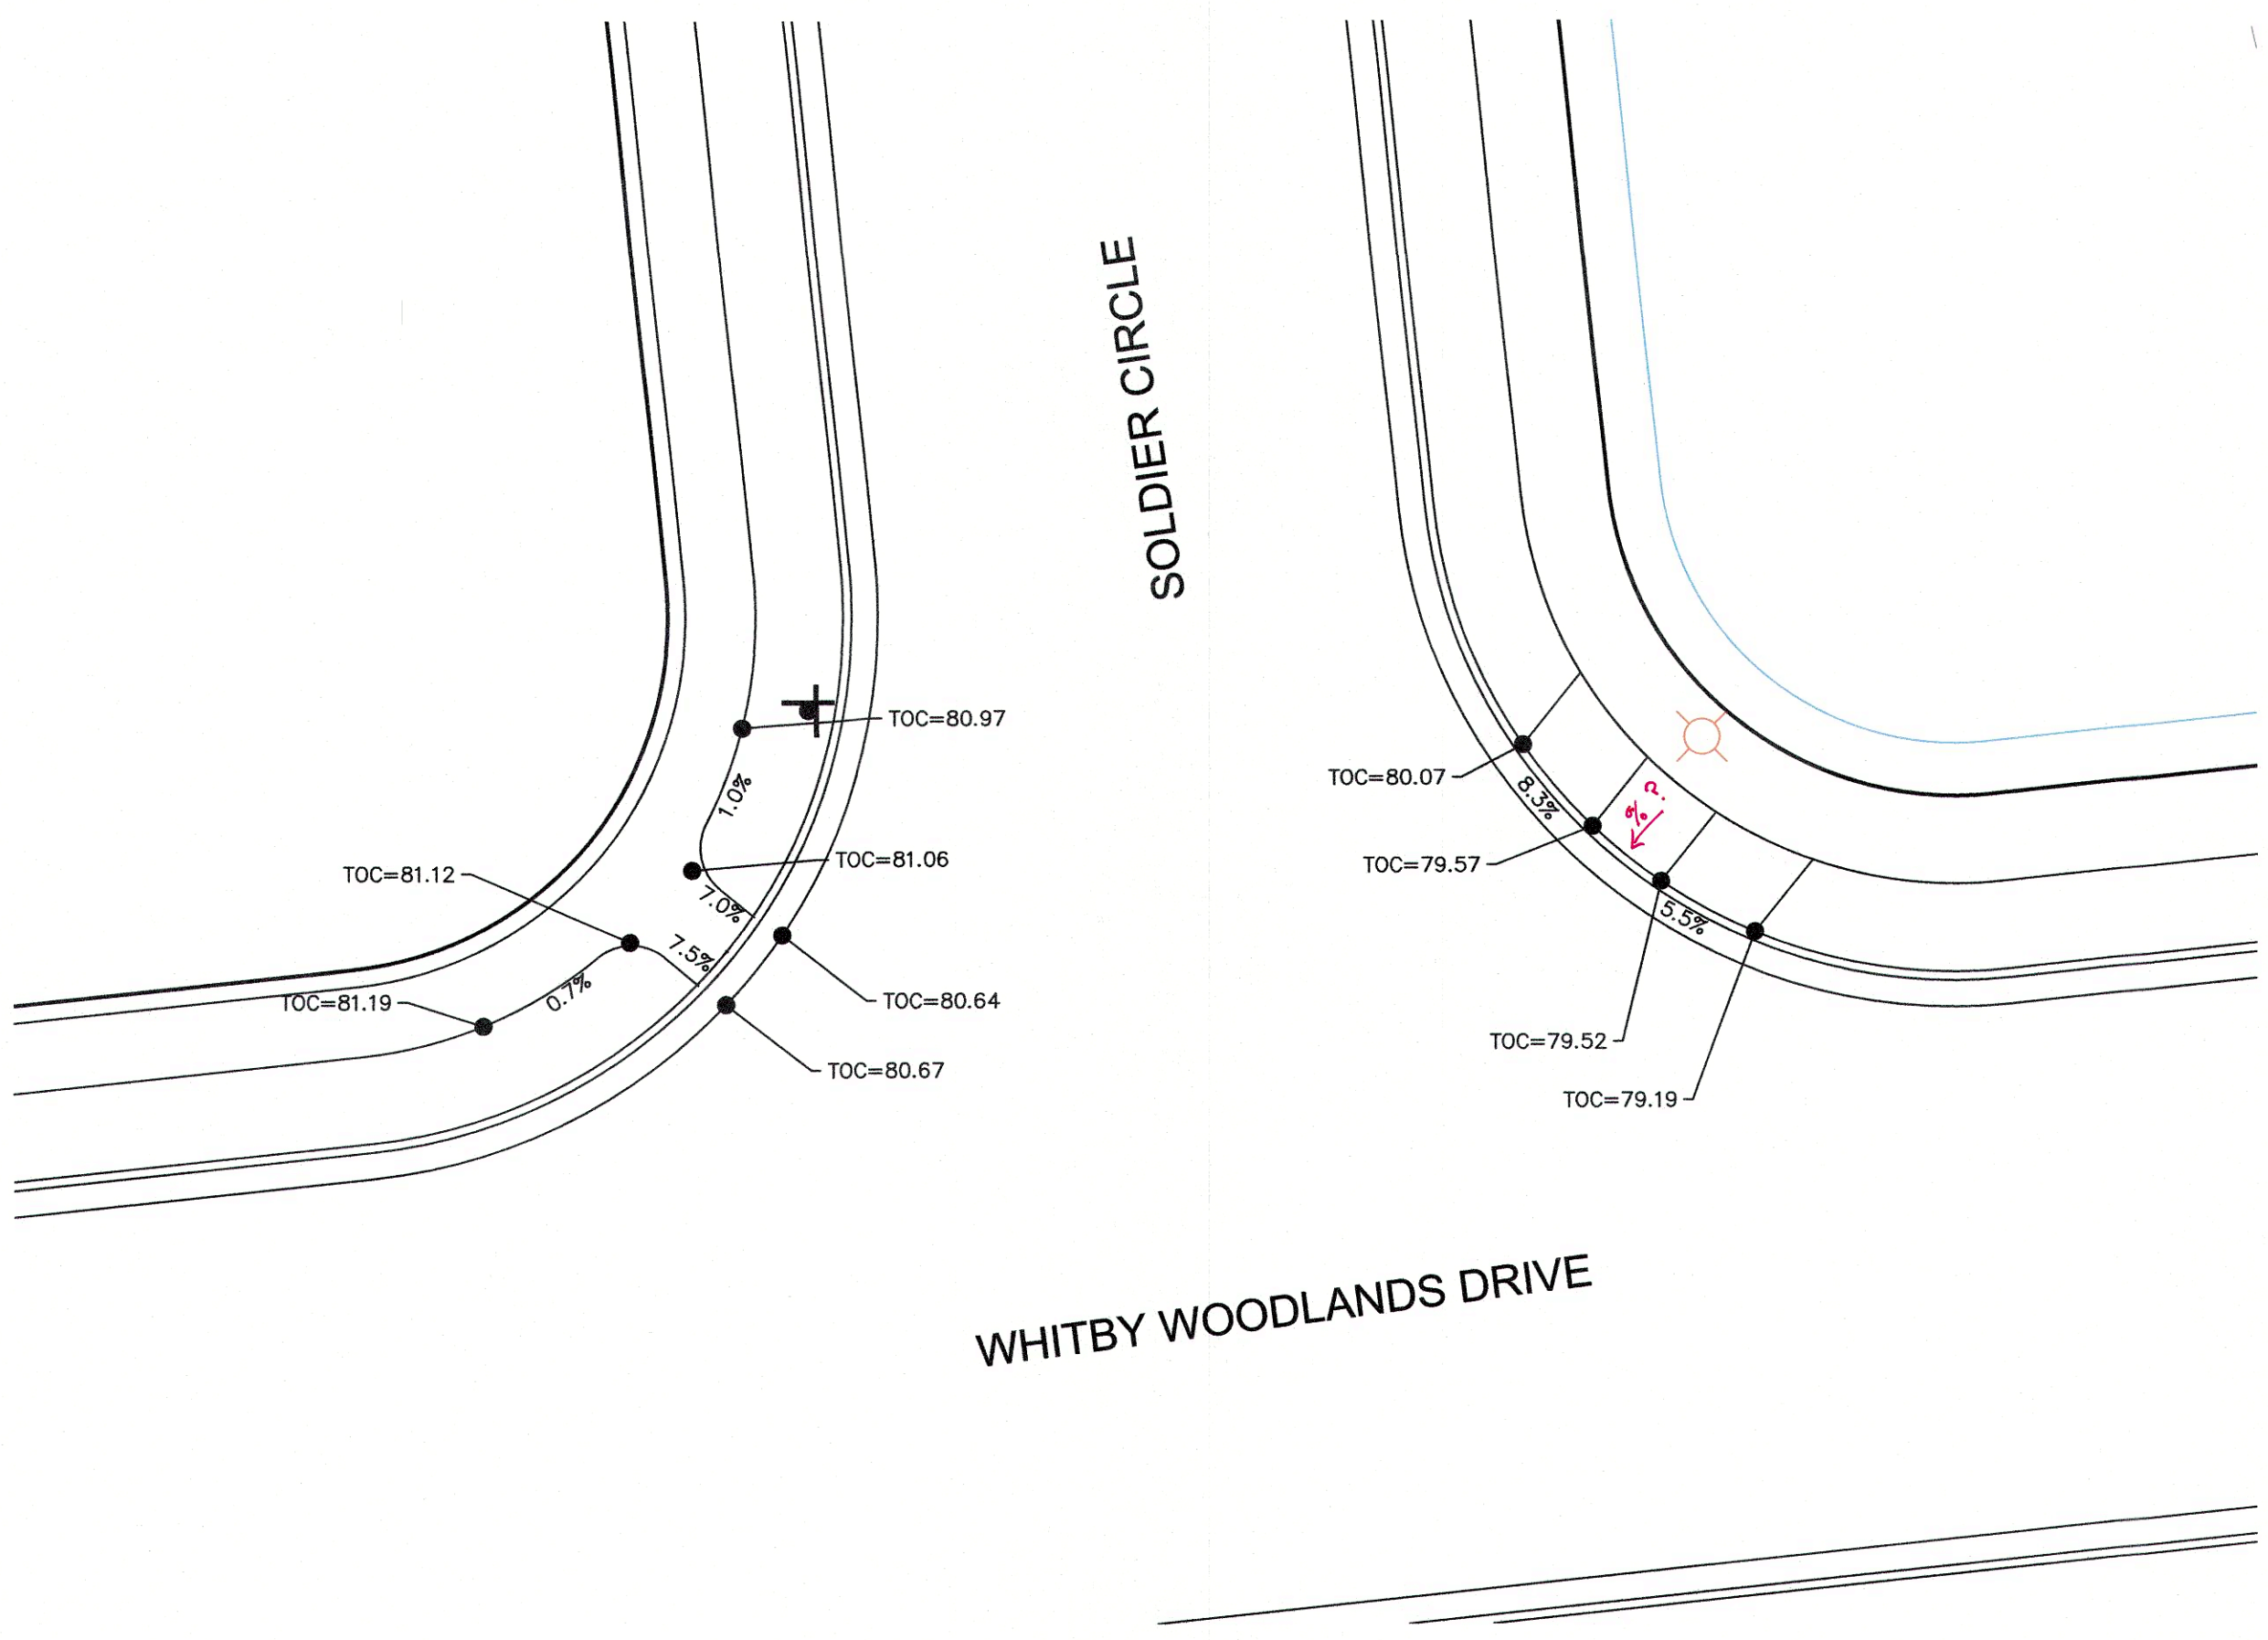 SOLDIER CIRCLE
TOC=80.97
1.0%
TOC=81.06
TOC=81.12
7.0%
7.5%
0.7%
TOC=81.19
TOC=80.64
TOC=80.67
TOC=80.07
8.3%
% ?
TOC=79.57
5.5%
TOC=79.52
TOC=79.19
WHITBY WOODLANDS DRIVE